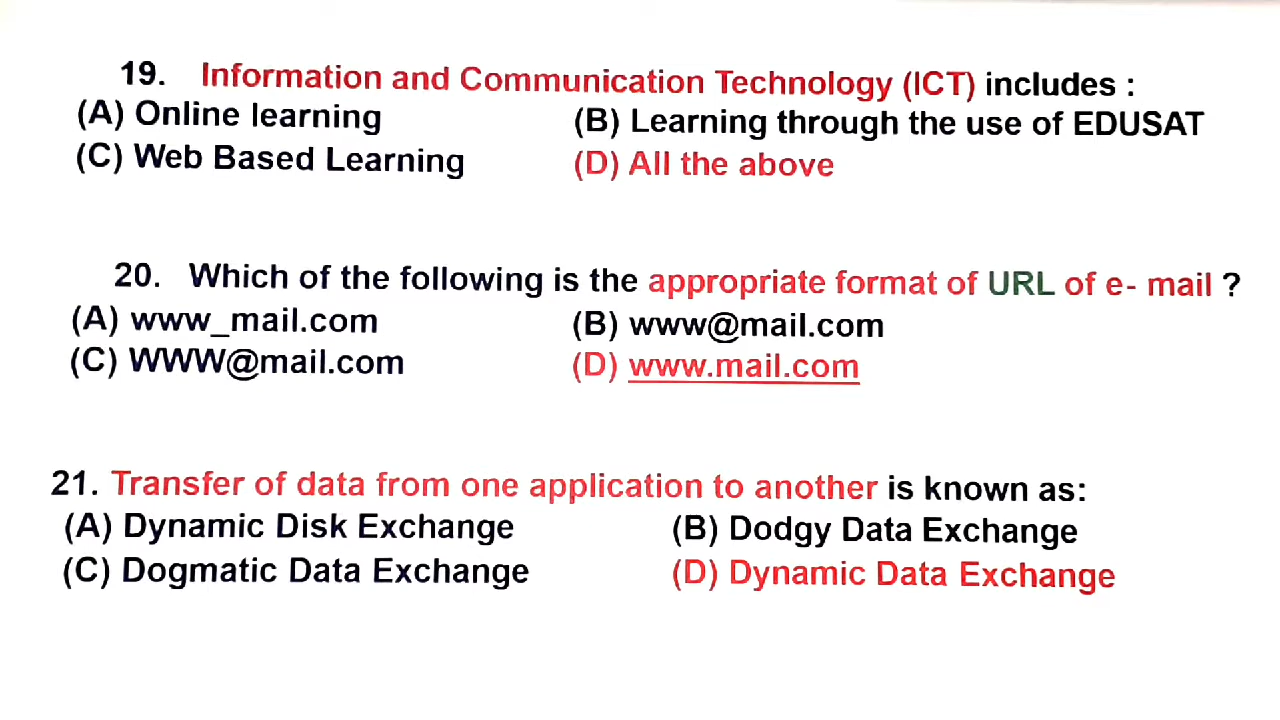 19. Information and Communication Technology (ICT) includes :
(A) Online learning (B) Learning through the use of EDUSAT
(C) Web Based Learning (D) All the above
20. Which of the following is the appropriate format of URL of e- mail ?
(A) www_mail.com (B) www@mail.com
(C) WWW@mail.com (D) www.mail.com
21. Transfer of data from one application to another is known as:
(A) Dynamic Disk Exchange (B) Dodgy Data Exchange
(C) Dogmatic Data Exchange (D) Dynamic Data Exchange